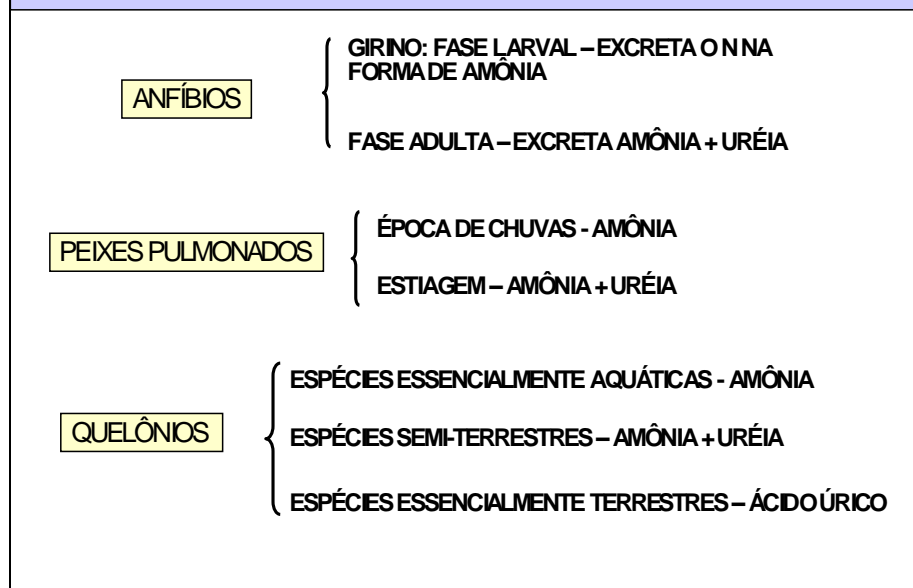 GIRINO: FASE LARVAL – EXCRETA O N NA
FORMA DE AMÔNIA
ANFÍBIOS
FASE ADULTA – EXCRETA AMÔNIA + URÉIA
ÉPOCA DE CHUVAS - AMÔNIA
PEIXES PULMONADOS
ESTIAGEM – AMÔNIA + URÉIA
ESPÉCIES ESSENCIALMENTE AQUÁTICAS - AMÔNIA
QUELÔNIOS
ESPÉCIES SEMI-TERRESTRES – AMÔNIA + URÉIA
ESPÉCIES ESSENCIALMENTE TERRESTRES – ÁCIDO ÚRICO